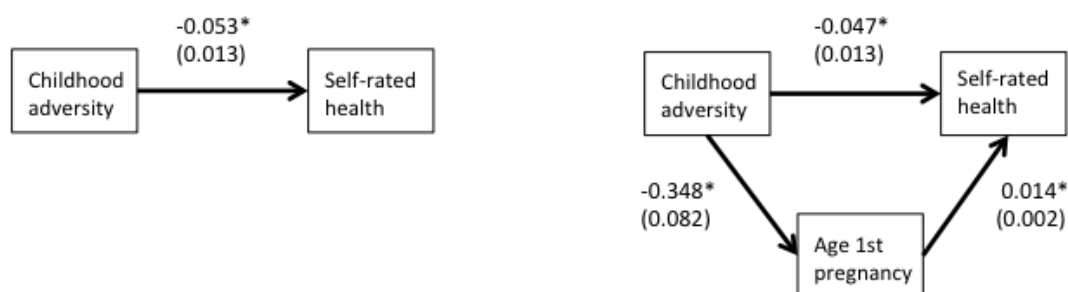 -0.053*
(0.013)
Childhood
adversity
Self-rated
health
-0.047*
(0.013)
Childhood
adversity
Self-rated
health
-0.348*
(0.082)
0.014*
(0.002)
Age 1st
pregnancy